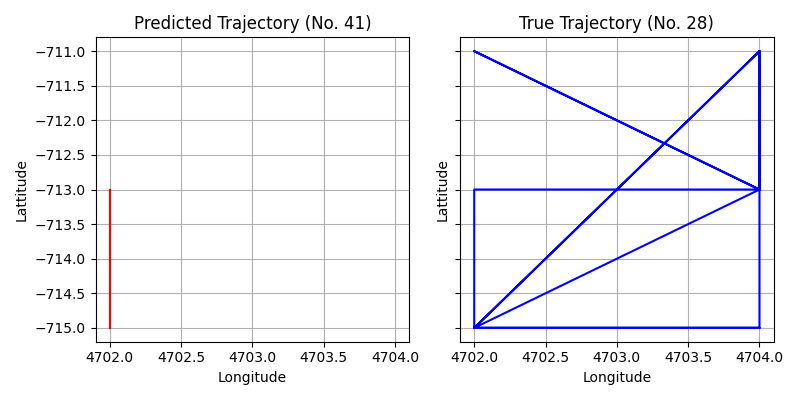 Predicted Trajectory (No. 41)
True Trajectory (No. 28)
Lattitude
−711.0
−711.5
−712.0
−712.5
−713.0
−713.5
−714.0
−714.5
−715.0
4702.0 4702.5 4703.0 4703.5 4704.0
Longitude
Lattitude
4702.0 4702.5 4703.0 4703.5 4704.0
Longitude